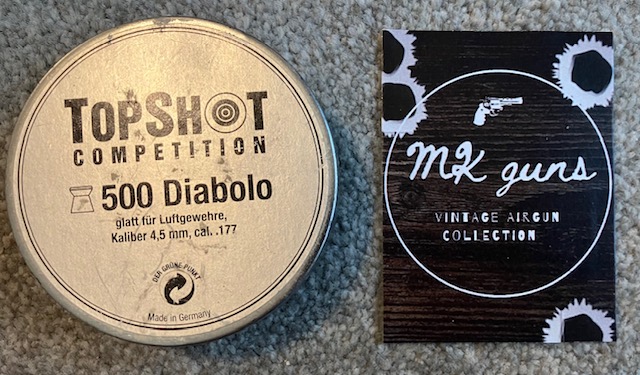 TOPSHOT
COMPETITION
500 Diabolo
glatt für Luftgewehre,
Kaliber 4,5 mm, cal. .177
DER GRÜNE PUNKT
Made in Germany
MK guns
VINTAGE AIRGUN
COLLECTION